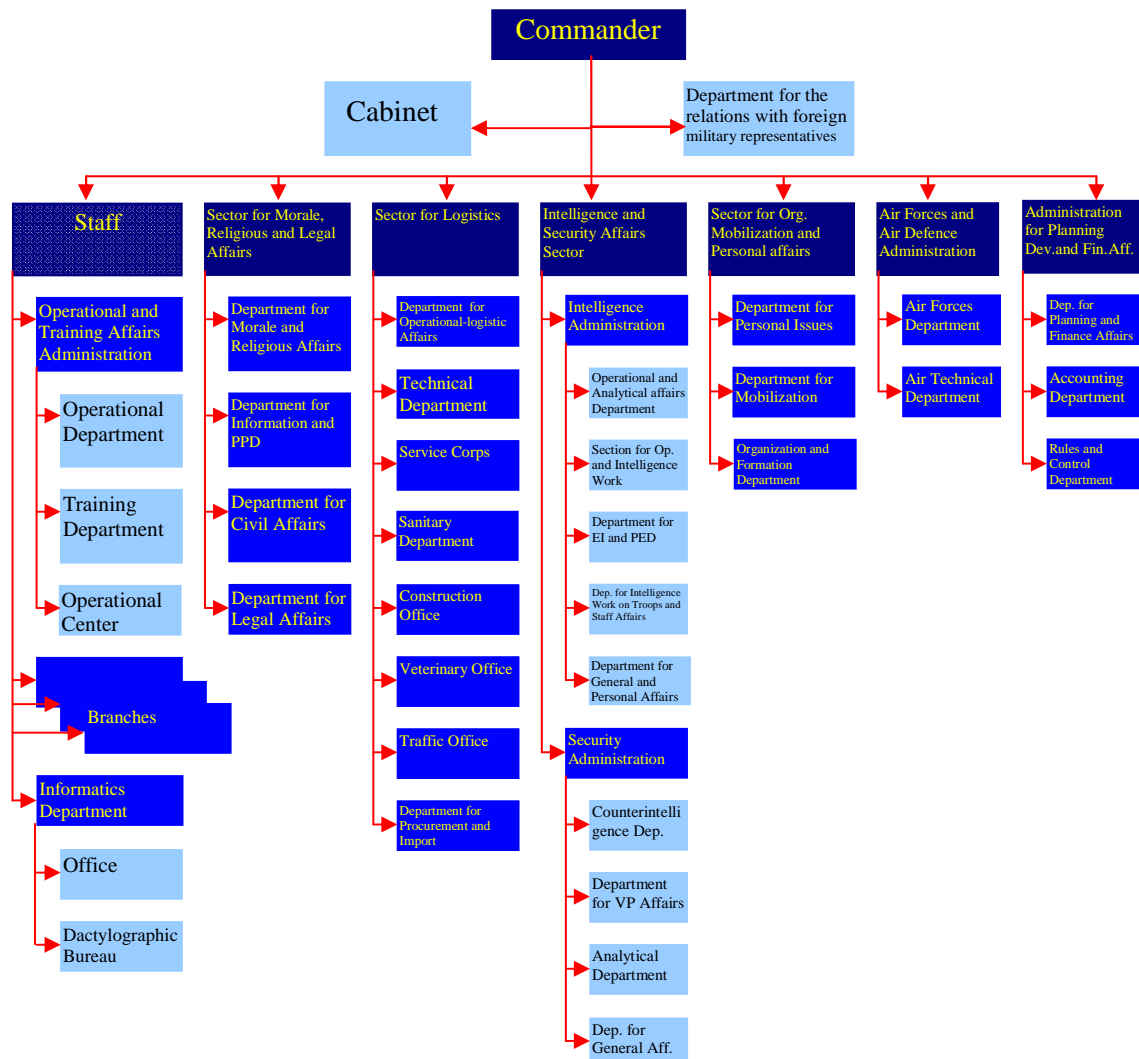 Commander
Cabinet
Department for the
relations with foreign
military representatives
Staff
Sector for Morale,
Religious and Legal
Affairs
Sector for Logistics
Intelligence and
Security Affairs
Sector
Sector for Org.
Mobilization and
Personal affairs
Air Forces and
Air Defence
Administration
Administration
for Planning
Dev.and Fin.Aff.
Operational and
Training Affairs
Administration
Operational
Department
Training
Department
Operational
Center
Branches
Informatics
Department
Office
Dactylographic
Bureau
Department for
Morale and
Religious Affairs
Department for
Information and
PPD
Department for
Civil Affairs
Department for
Legal Affairs
Department for
Operational-logistic
Affairs
Technical
Department
Service Corps
Sanitary
Department
Construction
Office
Veterinary Office
Traffic Office
Department for
Procurement and
Import
Intelligence
Administration
Operational and
Analytical affairs
Department
Section for Op.
and Intelligence
Work
Department for
EI and PED
Dep. for Intelligence
Work on Troops and
Staff Affairs
Department for
General and
Personal Affairs
Security
Administration
Counterintelli
gence Dep.
Department
for VP Affairs
Analytical
Department
Dep. for
General Aff.
Department for
Personal Issues
Department for
Mobilization
Organization and
Formation
Department
Air Forces
Department
Air Technical
Department
Dep. for
Planning and
Finance Affairs
Accounting
Department
Rules and
Control
Department